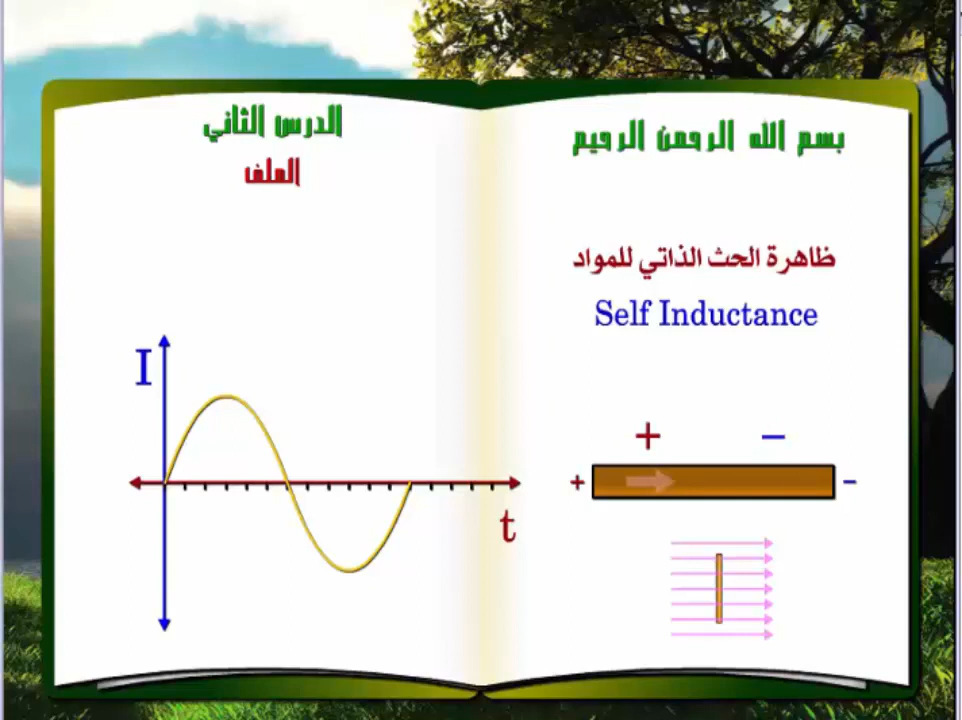 بسم الله الرحمن الرحيم
ظاهرة الحث الذاتي للمواد
Self Inductance
+ −
+ −
الدرس الثاني
الملف
I
t